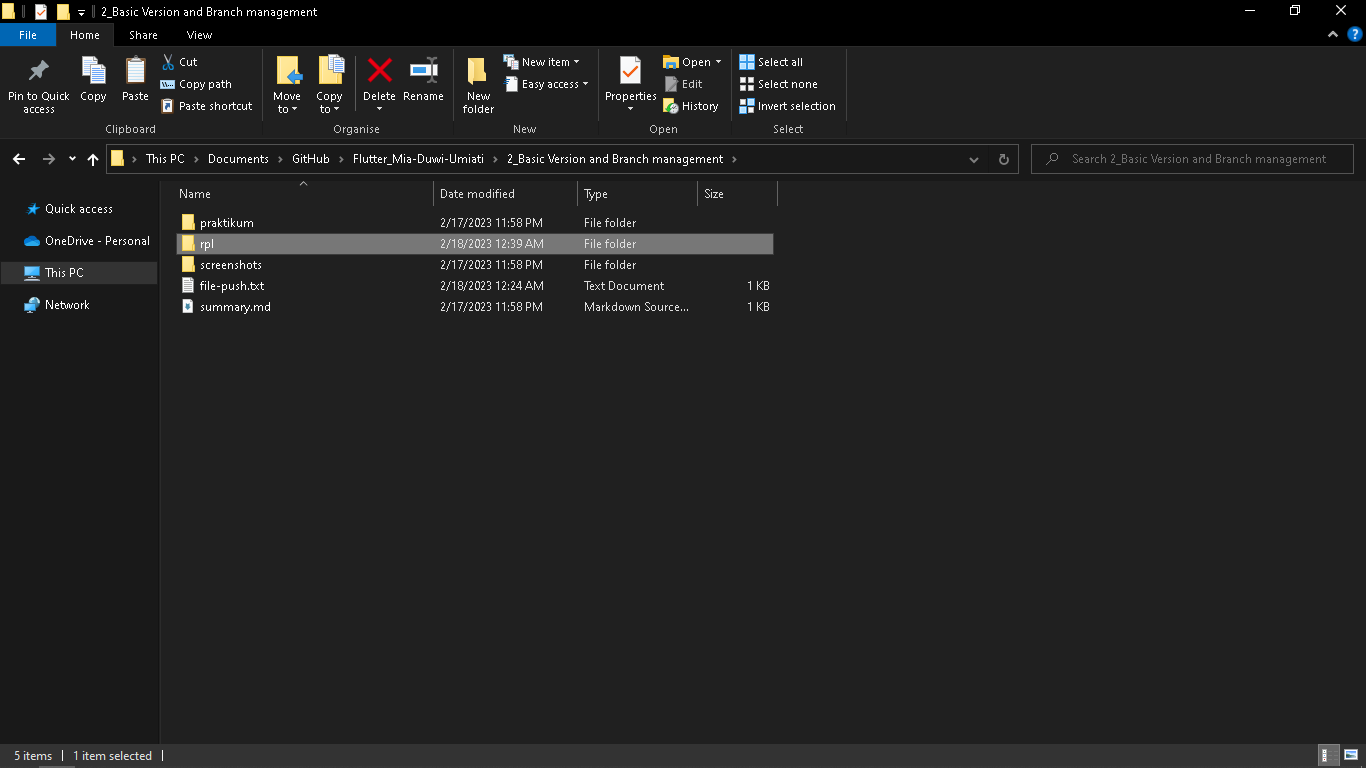 2_Basic Version and Branch management
File Home Share View
Pin to Quick access
Copy
Paste
Cut
Copy path
Paste shortcut
Move to
Copy to
Delete
Rename
New folder
New item
Easy access
Properties
Open
Edit
History
Select all
Select none
Invert selection
Clipboard Organise New Open Select
This PC › Documents › GitHub › Flutter_Mia-Duwi-Umiati › 2_Basic Version and Branch management ›
Search 2_Basic Version and Branch management
Quick access
OneDrive - Personal
This PC
Network
Name Date modified Type Size
praktikum 2/17/2023 11:58 PM File folder
rpl 2/18/2023 12:39 AM File folder
screenshots 2/17/2023 11:58 PM File folder
file-push.txt 2/18/2023 12:24 AM Text Document 1 KB
summary.md 2/17/2023 11:58 PM Markdown Source... 1 KB
5 items 1 item selected